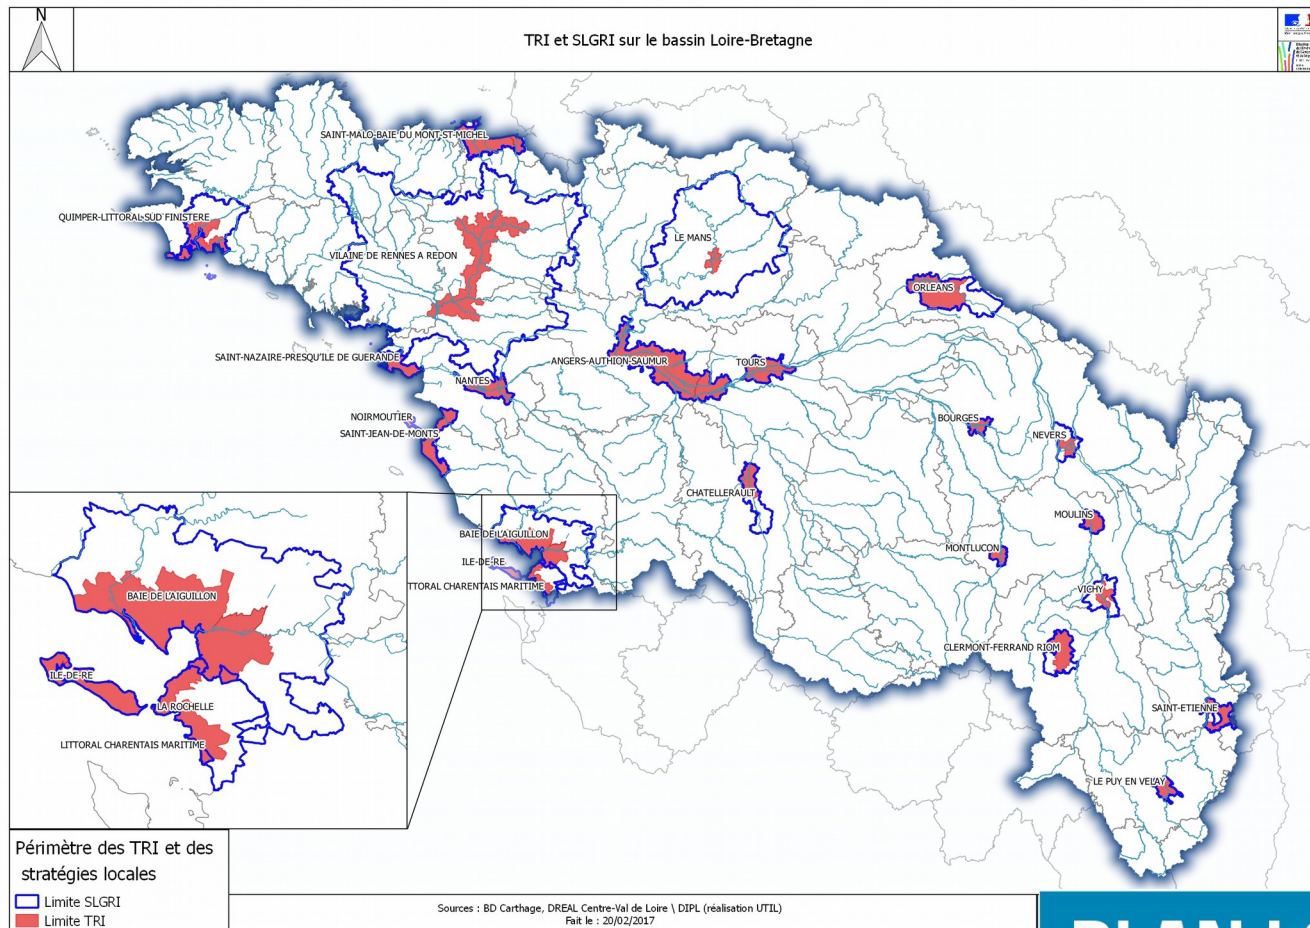 N
TRI et SLGRI sur le bassin Loire-Bretagne
SAINT-MALO-BAIE DU MONT-ST-MICHEL
QUIMPER-LITTORAL-SUD FINISTERE
LE MANS
VILAINE DE RENNES A REDON
ORLEANS
SAINT-NAZAIRE-PRESQU'ILE DE GUERANDE
ANGERS-AUTHION-SAUMUR
TOURS
NANTES
NOIRMOUTIER
SAINT-JEAN-DE-MONTS
BOURGES
NEVERS
CHATELLERAULT
MOULINS
BAIE DE L'AIGUILLON
MONTLUCON
ILE-DE-RE
ITTORAL CHARENTAIS MARITIME
VICHY
BAIE DE L'AIGUILLON
CLERMONT-FERRAND RIOM
ILE-DE-RE
LA ROCHELLE
SAINT-ETIENNE
LITTORAL CHARENTAIS MARITIME
LE PUY EN VELAY
Périmètre des TRI et des
stratégies locales
Limite SLGRI
Limite TRI
Sources : BD Carthage, DREAL Centre-Val de Loire \ DIPL (réalisation UTIL)
Fait le : 20/02/2017